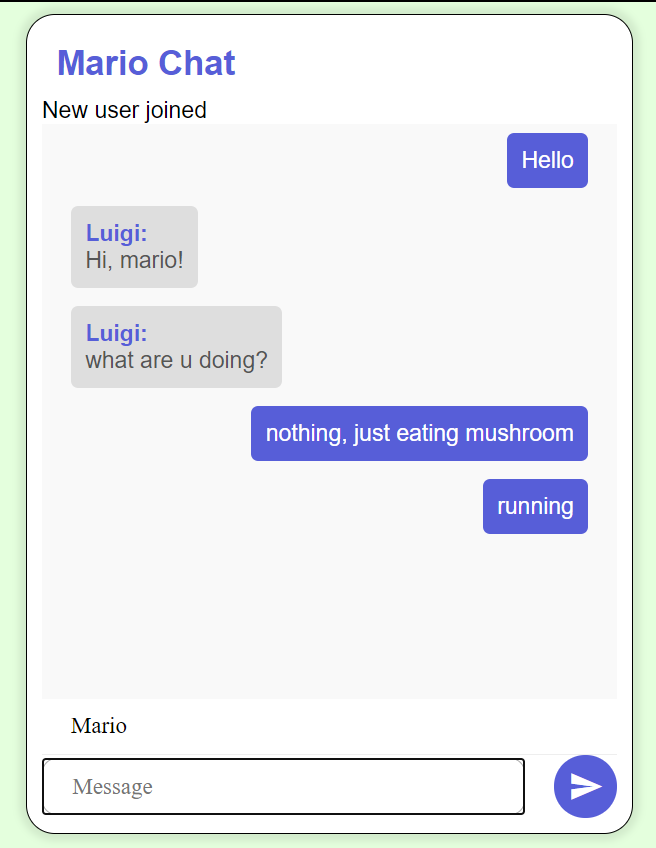 Mario Chat
New user joined
Hello
Luigi:
Hi, mario!
Luigi:
what are u doing?
nothing, just eating mushroom
running
Mario
Message